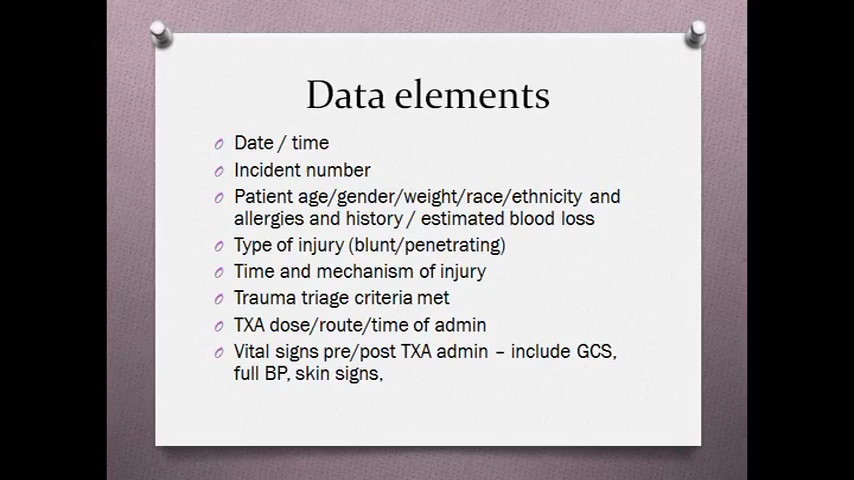 Data elements
Date / time
Incident number
Patient age/gender/weight/race/ethnicity and
allergies and history / estimated blood loss
Type of injury (blunt/penetrating)
Time and mechanism of injury
Trauma triage criteria met
TXA dose/route/time of admin
Vital signs pre/post TXA admin – include GCS,
full BP, skin signs,